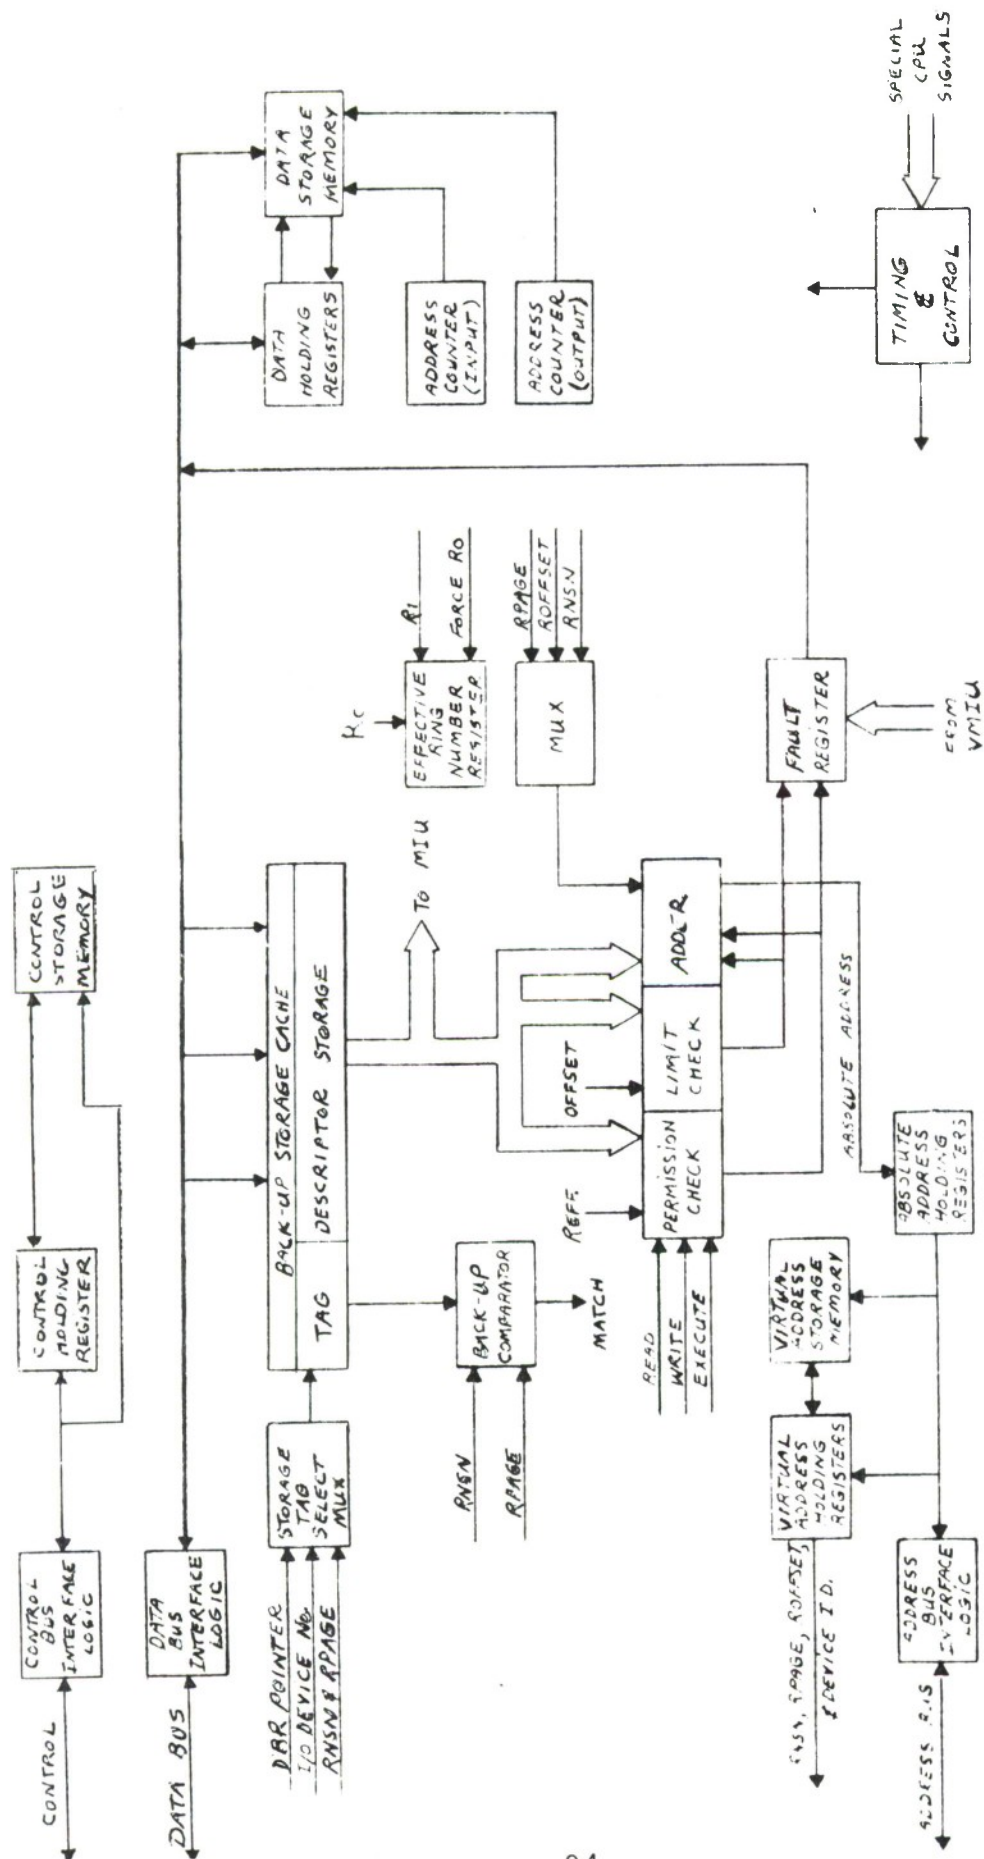 CONTROL
CONTROL
BUS
INTERFACE
LOGIC
CONTROL
HOLDING
REGISTER
CONTROL
STORAGE
MEMORY
DATA BUS
DATA
BUS
INTERFACE
LOGIC
DBR POINTER
I/O DEVICE No.
RNSN & RPAGE
STORAGE
TAG
SELECT
MUX
BACK-UP STORAGE CACHE
TAG
DESCRIPTOR STORAGE
DATA
HOLDING
REGISTERS
DATA
STORAGE
MEMORY
ADDRESS
COUNTER
(INPUT)
ADDRESS
COUNTER
(OUTPUT)
TO MIU
EFFECTIVE
RING
NUMBER
REGISTER
R1
FORCE R0
RNSN
RPAGE
BACK-UP
COMPARATOR
MATCH
MUX
RPAGE
ROFFSET
RNSN
REFF
OFFSET
READ
WRITE
EXECUTE
PERMISSION
CHECK
LIMIT
CHECK
ADDER
FAULT
REGISTER
FROM
VMIU
ABSOLUTE ADDRESS
RPAGE, ROFFSET,
& DEVICE I.D.
VIRTUAL
ADDRESS
HOLDING
REGISTERS
VIRTUAL
ADDRESS
STORAGE
MEMORY
ABSOLUTE
ADDRESS
HOLDING
REGISTERS
ADDRESS BUS
ADDRESS
BUS
INTERFACE
LOGIC
TIMING
&
CONTROL
SPECIAL
CPU
SIGNALS